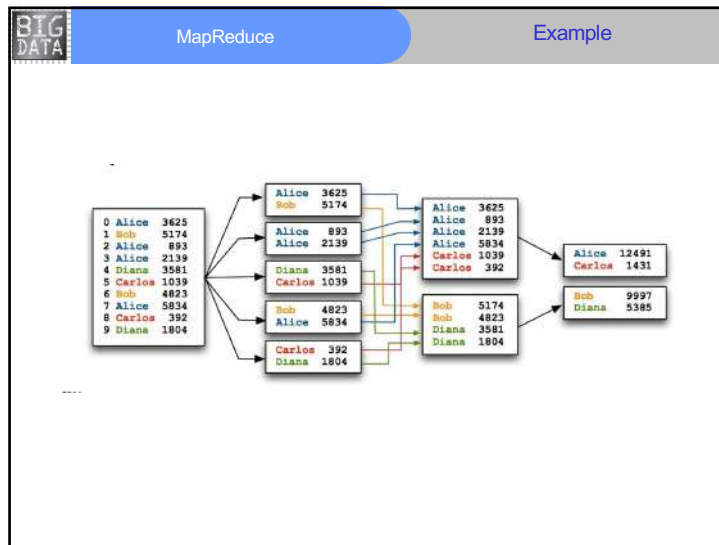 BIG
DATA
MapReduce
Example
0 Alice 3625
1 Bob 5174
2 Alice 893
3 Alice 2139
4 Diana 3581
5 Carlos 1039
6 Bob 4823
7 Alice 5834
8 Carlos 392
9 Diana 1804
Alice 3625
Bob 5174
Alice 893
Alice 2139
Diana 3581
Carlos 1039
Bob 4823
Alice 5834
Carlos 392
Diana 1804
Alice 3625
Alice 893
Alice 2139
Alice 5834
Carlos 1039
Carlos 392
Bob 5174
Bob 4823
Diana 3581
Diana 1804
Alice 12491
Carlos 1431
Bob 9997
Diana 5385